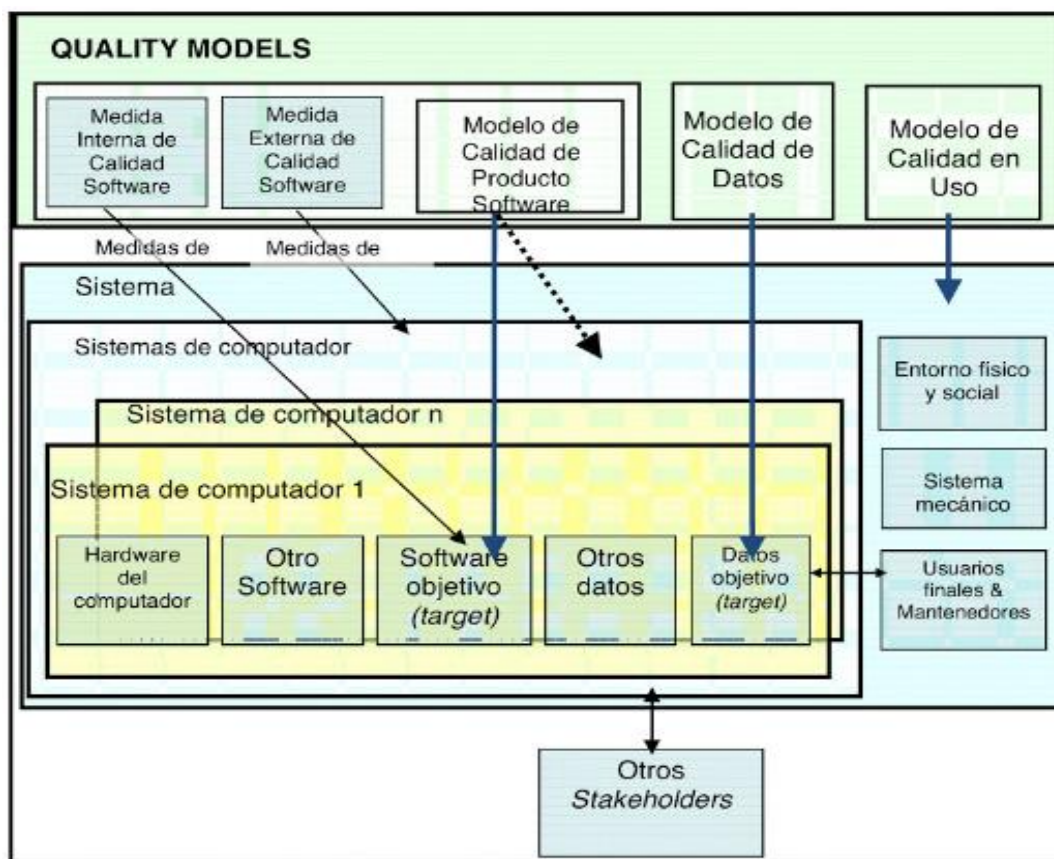 QUALITY MODELS
Medida
Interna de
Calidad
Software
Medida
Externa de
Calidad
Software
Modelo de
Calidad de
Producto
Software
Modelo de
Calidad de
Datos
Modelo de
Calidad en
Uso
Medidas de
Medidas de
Sistema
Sistemas de computador
Sistema de computador n
Sistema de computador 1
Hardware
del
computador
Otro
Software
Software
objetivo
(target)
Otros
datos
Datos
objetivo
(target)
Entorno físico
y social
Sistema
mecánico
Usuarios
finales &
Mantenedores
Otros
Stakeholders